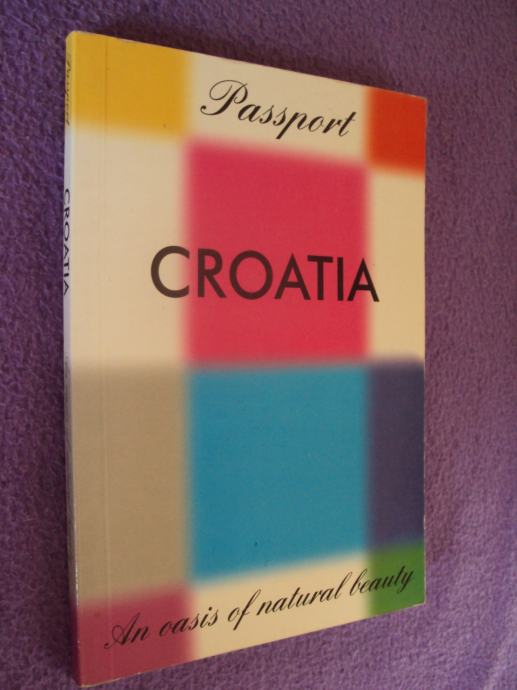 Passport
CROATIA
An oasis of natural beauty
Passport
CROATIA